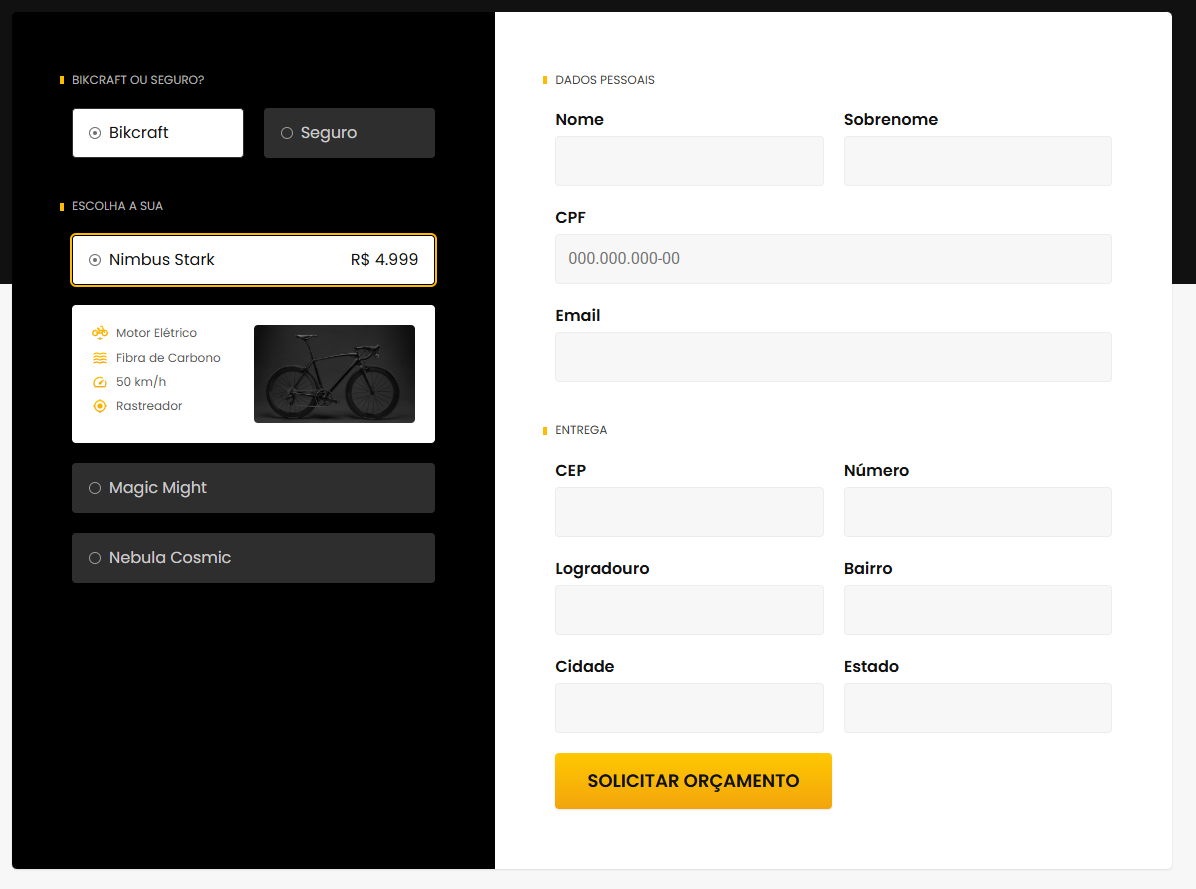 BIKCRAFT OU SEGURO?
Bikcraft
Seguro
ESCOLHA A SUA
Nimbus Stark R$ 4.999
Motor Elétrico
Fibra de Carbono
50 km/h
Rastreador
Magic Might
Nebula Cosmic
DADOS PESSOAIS
Nome
Sobrenome
CPF
000.000.000-00
Email
ENTREGA
CEP
Número
Logradouro
Bairro
Cidade
Estado
SOLICITAR ORÇAMENTO